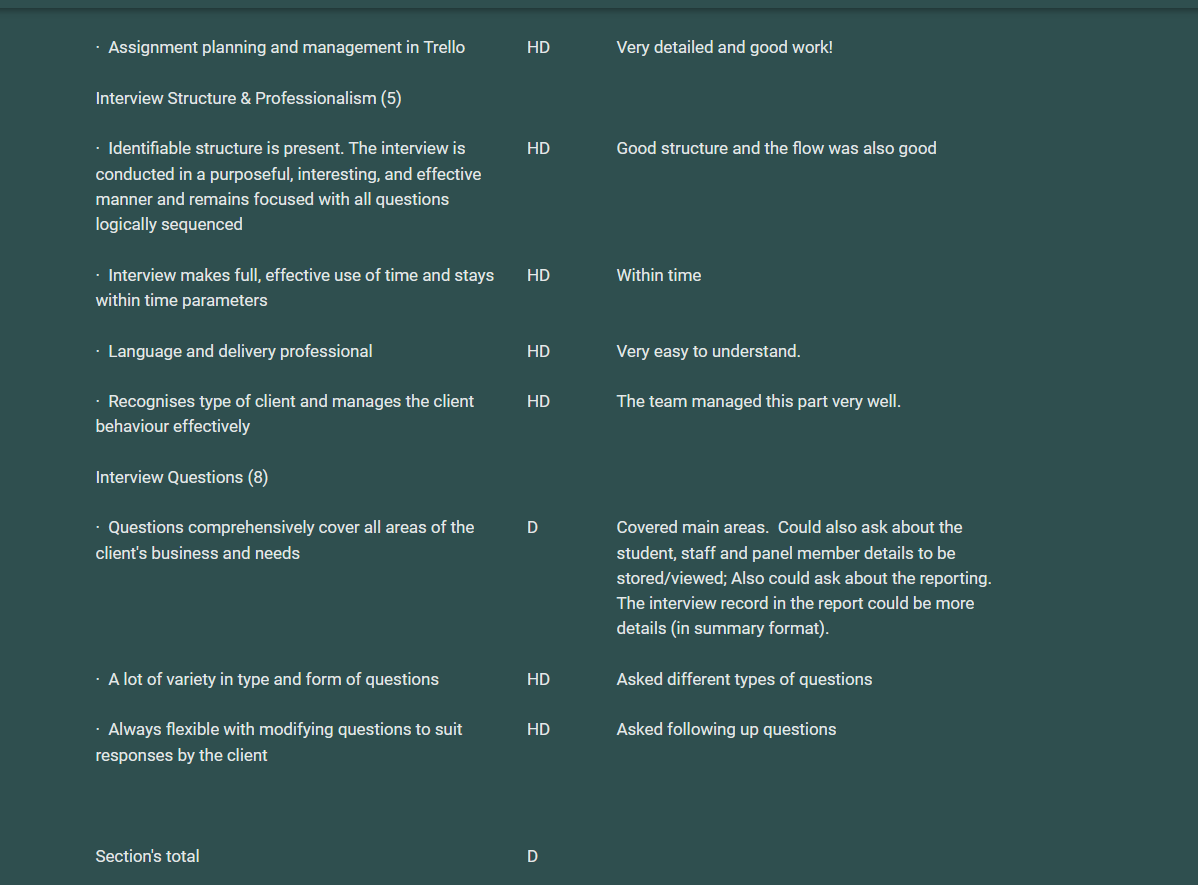 · Assignment planning and management in Trello HD Very detailed and good work!
Interview Structure & Professionalism (5)
· Identifiable structure is present. The interview is HD Good structure and the flow was also good
conducted in a purposeful, interesting, and effective
manner and remains focused with all questions
logically sequenced
· Interview makes full, effective use of time and stays HD Within time
within time parameters
· Language and delivery professional HD Very easy to understand.
· Recognises type of client and manages the client HD The team managed this part very well.
behaviour effectively
Interview Questions (8)
· Questions comprehensively cover all areas of the D Covered main areas.  Could also ask about the
client's business and needs student, staff and panel member details to be
stored/viewed; Also could ask about the reporting.
The interview record in the report could be more
details (in summary format).
· A lot of variety in type and form of questions HD Asked different types of questions
· Always flexible with modifying questions to suit HD Asked following up questions
responses by the client
Section's total D